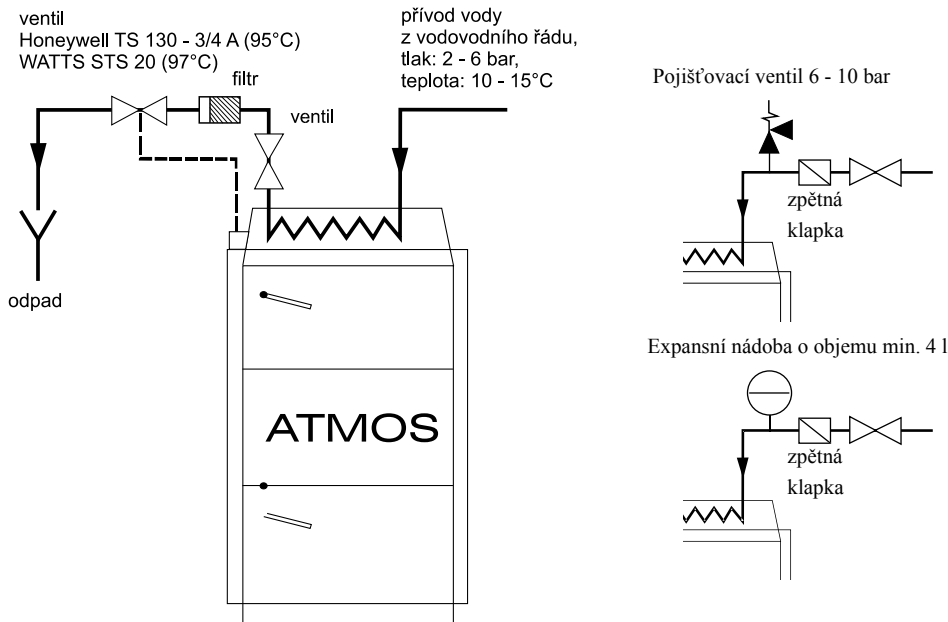 ventil
Honeywell TS 130 - 3/4 A (95°C)
WATTS STS 20 (97°C)
filtr
ventil
přívod vody
z vodovodního řádu,
tlak: 2 - 6 bar,
teplota: 10 - 15°C
odpad
ATMOS
Pojišťovací ventil 6 - 10 bar
zpětná
klapka
Expansní nádoba o objemu min. 4 l
zpětná
klapka